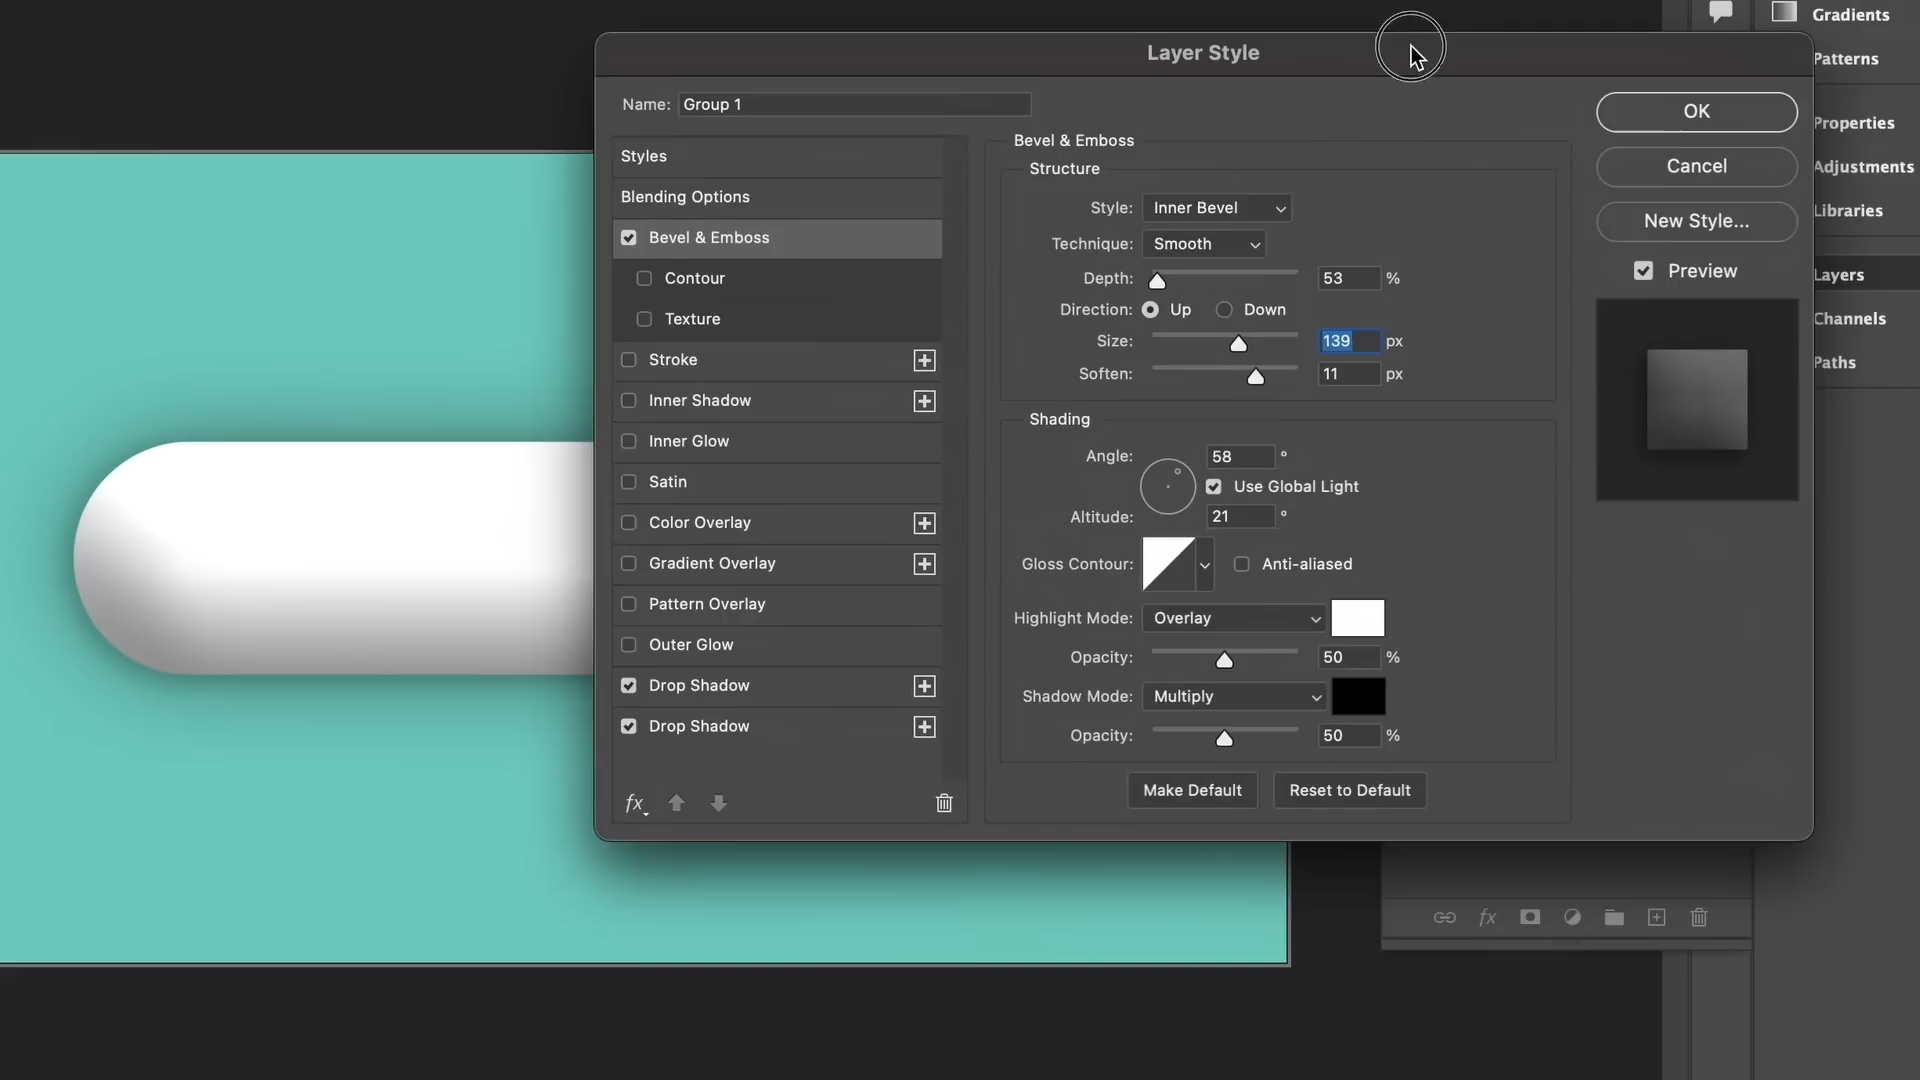 Layer Style
Gradients
Patterns
Properties
Adjustments
Libraries
Layers
Channels
Paths
Name: Group 1
Styles
Blending Options
Bevel & Emboss
Contour
Texture
Stroke
Inner Shadow
Inner Glow
Satin
Color Overlay
Gradient Overlay
Pattern Overlay
Outer Glow
Drop Shadow
Drop Shadow
fx
Bevel & Emboss
Structure
Style: Inner Bevel
Technique: Smooth
Depth: 53 %
Direction: Up Down
Size: 139 px
Soften: 11 px
Shading
Angle: 58 °
Use Global Light
Altitude: 21 °
Gloss Contour: Anti-aliased
Highlight Mode: Overlay
Opacity: 50 %
Shadow Mode: Multiply
Opacity: 50 %
Make Default Reset to Default
OK
Cancel
New Style...
Preview
fx